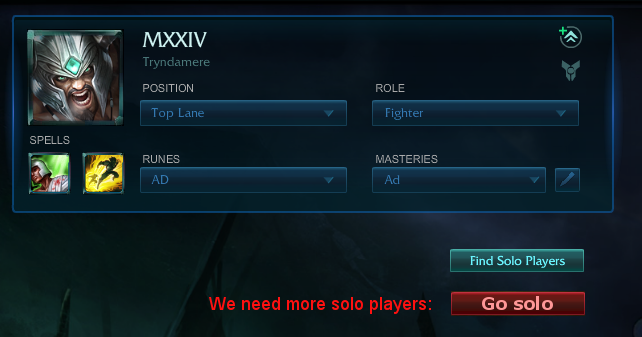 MXXIV
Tryndamere
POSITION
ROLE
Top Lane
Fighter
SPELLS
RUNES
MASTERIES
AD
Ad
Find Solo Players
We need more solo players:
Go solo